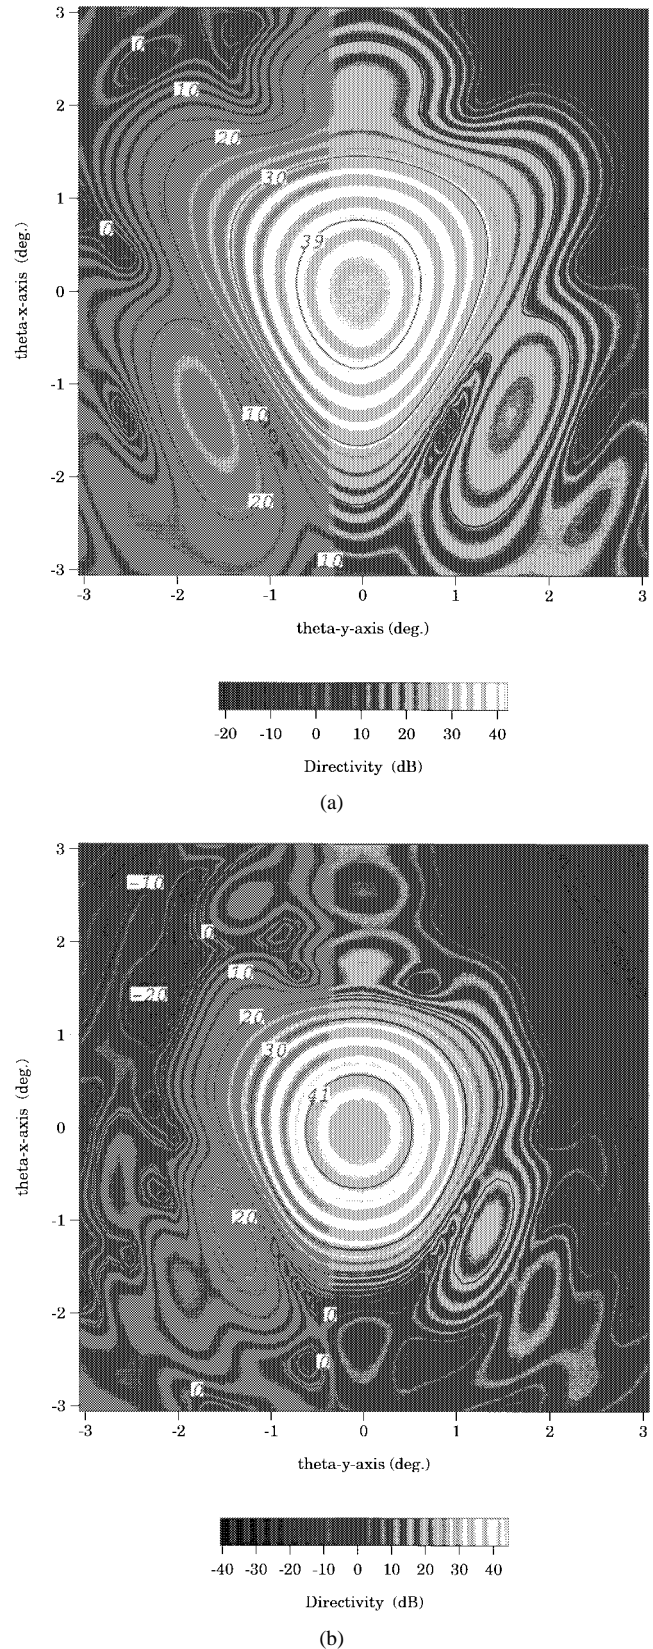 3
0
10
2
20
30
1
0
39
theta-x-axis (deg.)
0
-1
10
-2
20
10
-3
-3 -2 -1 0 1 2 3
theta-y-axis (deg.)
-20 -10 0 10 20 30 40
Directivity (dB)
(a)
3
-10
0
2
10
-20
20
1
30
41
theta-x-axis (deg.)
0
-1
20
-2
0
0
0
-3
-3 -2 -1 0 1 2 3
theta-y-axis (deg.)
-40 -30 -20 -10 0 10 20 30 40
Directivity (dB)
(b)